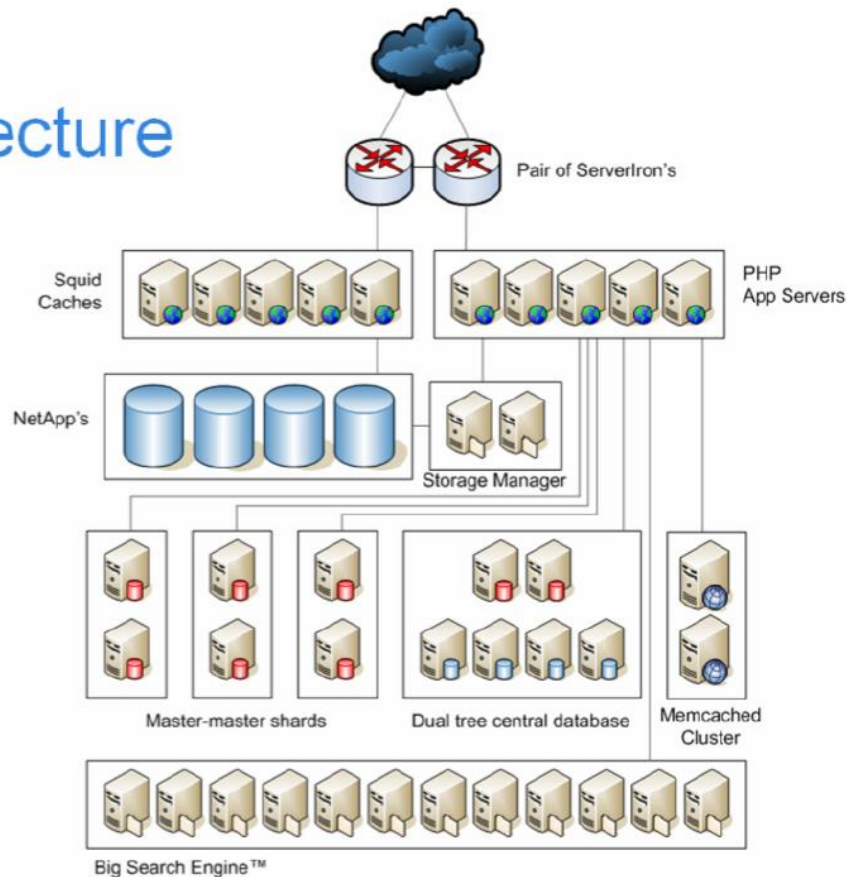 ecture
Pair of ServerIron's
Squid
Caches
PHP
App Servers
NetApp's
Storage Manager
Master-master shards
Dual tree central database
Memcached
Cluster
Big Search Engine™